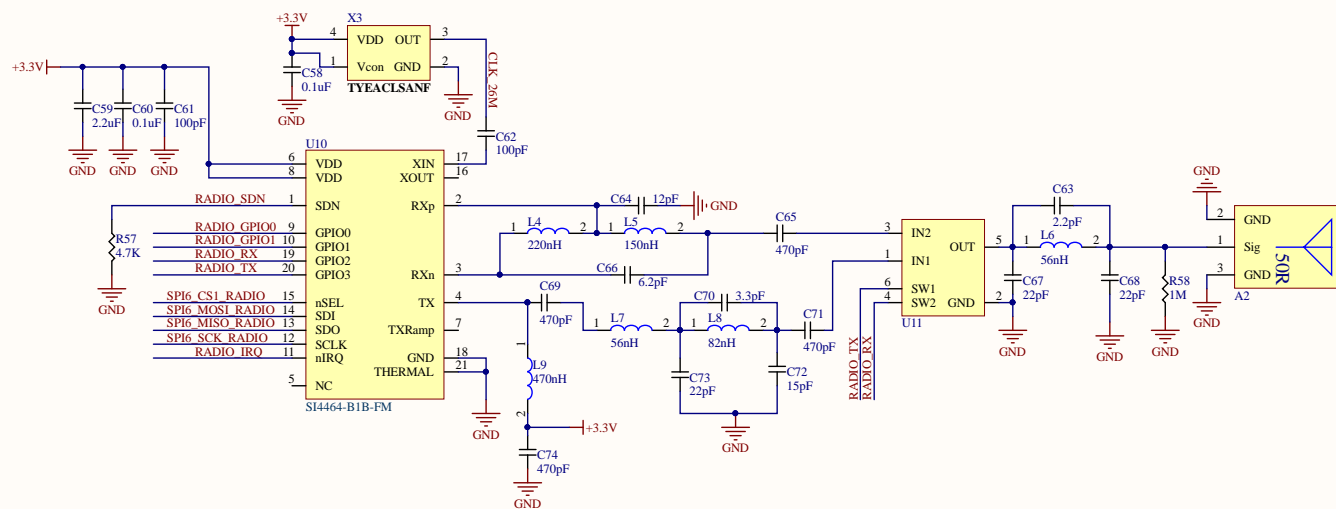 X3
+3.3V
4 VDD OUT 3
1 Vcon GND 2
TYEACLSANF
C58
0.1uF
GND
GND
CLK_26M
+3.3V
C59
2.2uF
C60
0.1uF
C61
100pF
GND
GND
GND
C62
100pF
U10
6 VDD XIN 17
8 VDD XOUT 16
RADIO_SDN 1 SDN RXp 2
RADIO_GPIO0 9 GPIO0
RADIO_GPIO1 10 GPIO1
RADIO_RX 19 GPIO2
RADIO_TX 20 GPIO3 RXn 3
SPI6_CS1_RADIO 15 nSEL TX 4
SPI6_MOSI_RADIO 14 SDI
SPI6_MISO_RADIO 13 SDO TXRamp 7
SPI6_SCK_RADIO 12 SCLK
RADIO_IRQ 11 nIRQ GND 18
THERMAL 21
5 NC
SI4464-B1B-FM
R57
4.7K
GND
GND
C64
12pF
GND
1 L4 2
220nH
1 L5 2
150nH
C66
6.2pF
C65
470pF
C69
470pF
1 L7 2
56nH
C70
3.3pF
1 L8 2
82nH
C71
470pF
C73
22pF
C72
15pF
GND
1
L9
470nH
2
+3.3V
C74
470pF
GND
3 IN2
1 IN1 OUT 5
6 SW1
4 SW2 GND 2
U11
RADIO_TX
RADIO_RX
C63
2.2pF
1 L6 2
56nH
C67
22pF
C68
22pF
R58
1M
GND
GND
GND
GND
2 GND
1 Sig
3 GND
GND
50R
A2